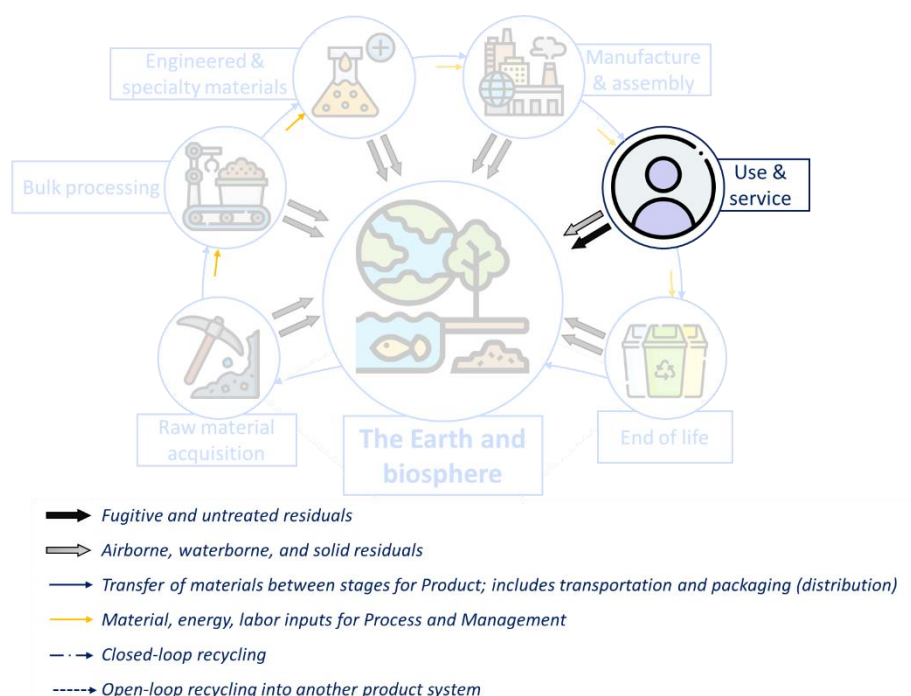 Engineered &
specialty materials
Manufacture
& assembly
Bulk processing
Use &
service
Raw material
acquisition
The Earth and
biosphere
End of life
Fugitive and untreated residuals
Airborne, waterborne, and solid residuals
Transfer of materials between stages for Product; includes transportation and packaging (distribution)
Material, energy, labor inputs for Process and Management
Closed-loop recycling
Open-loop recycling into another product system